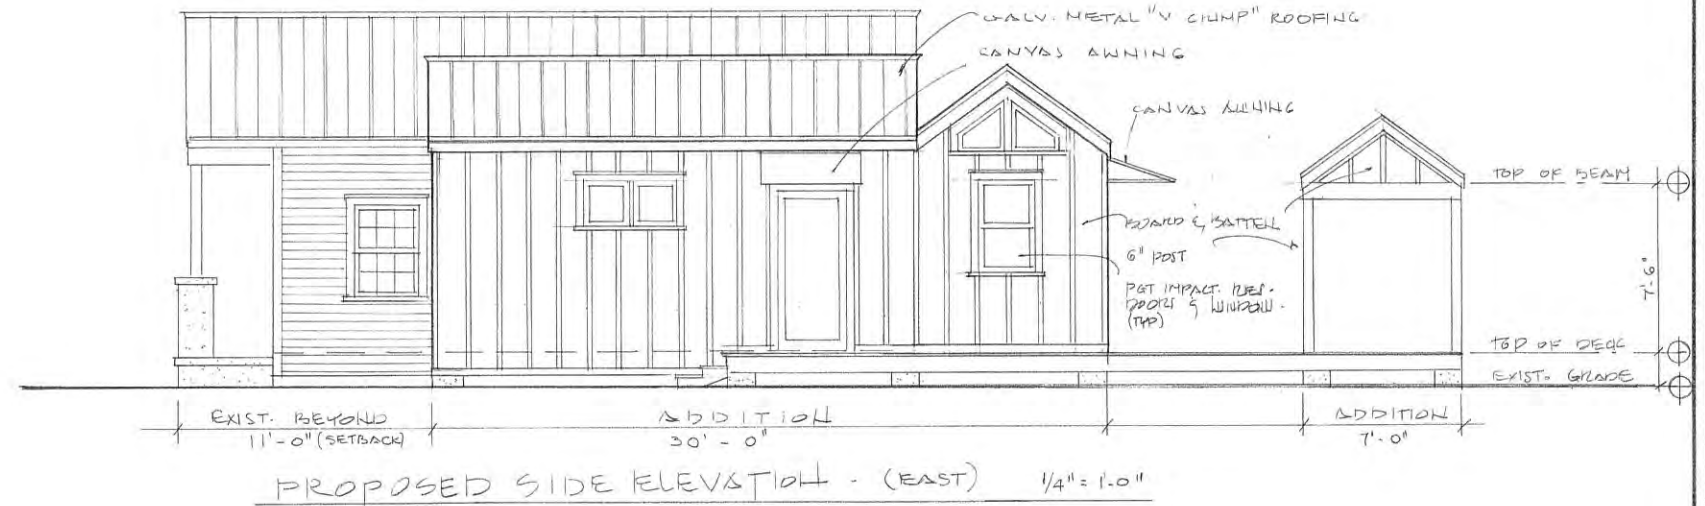 GALV. METAL "V CRIMP" ROOFING
CANVAS AWNING
CANVAS AWNING
TOP OF BEAM
BOARD & BATTEN
6" POST
PGT IMPACT. RES.
DOORS & WINDOW.
(TYP)
7'-6"
TOP OF DECK
EXIST. GRADE
EXIST. BEYOND
11'-0" (SETBACK)
ADDITION
30'-0"
ADDITION
7'-0"
PROPOSED SIDE ELEVATION - (EAST) 1/4" = 1'-0"